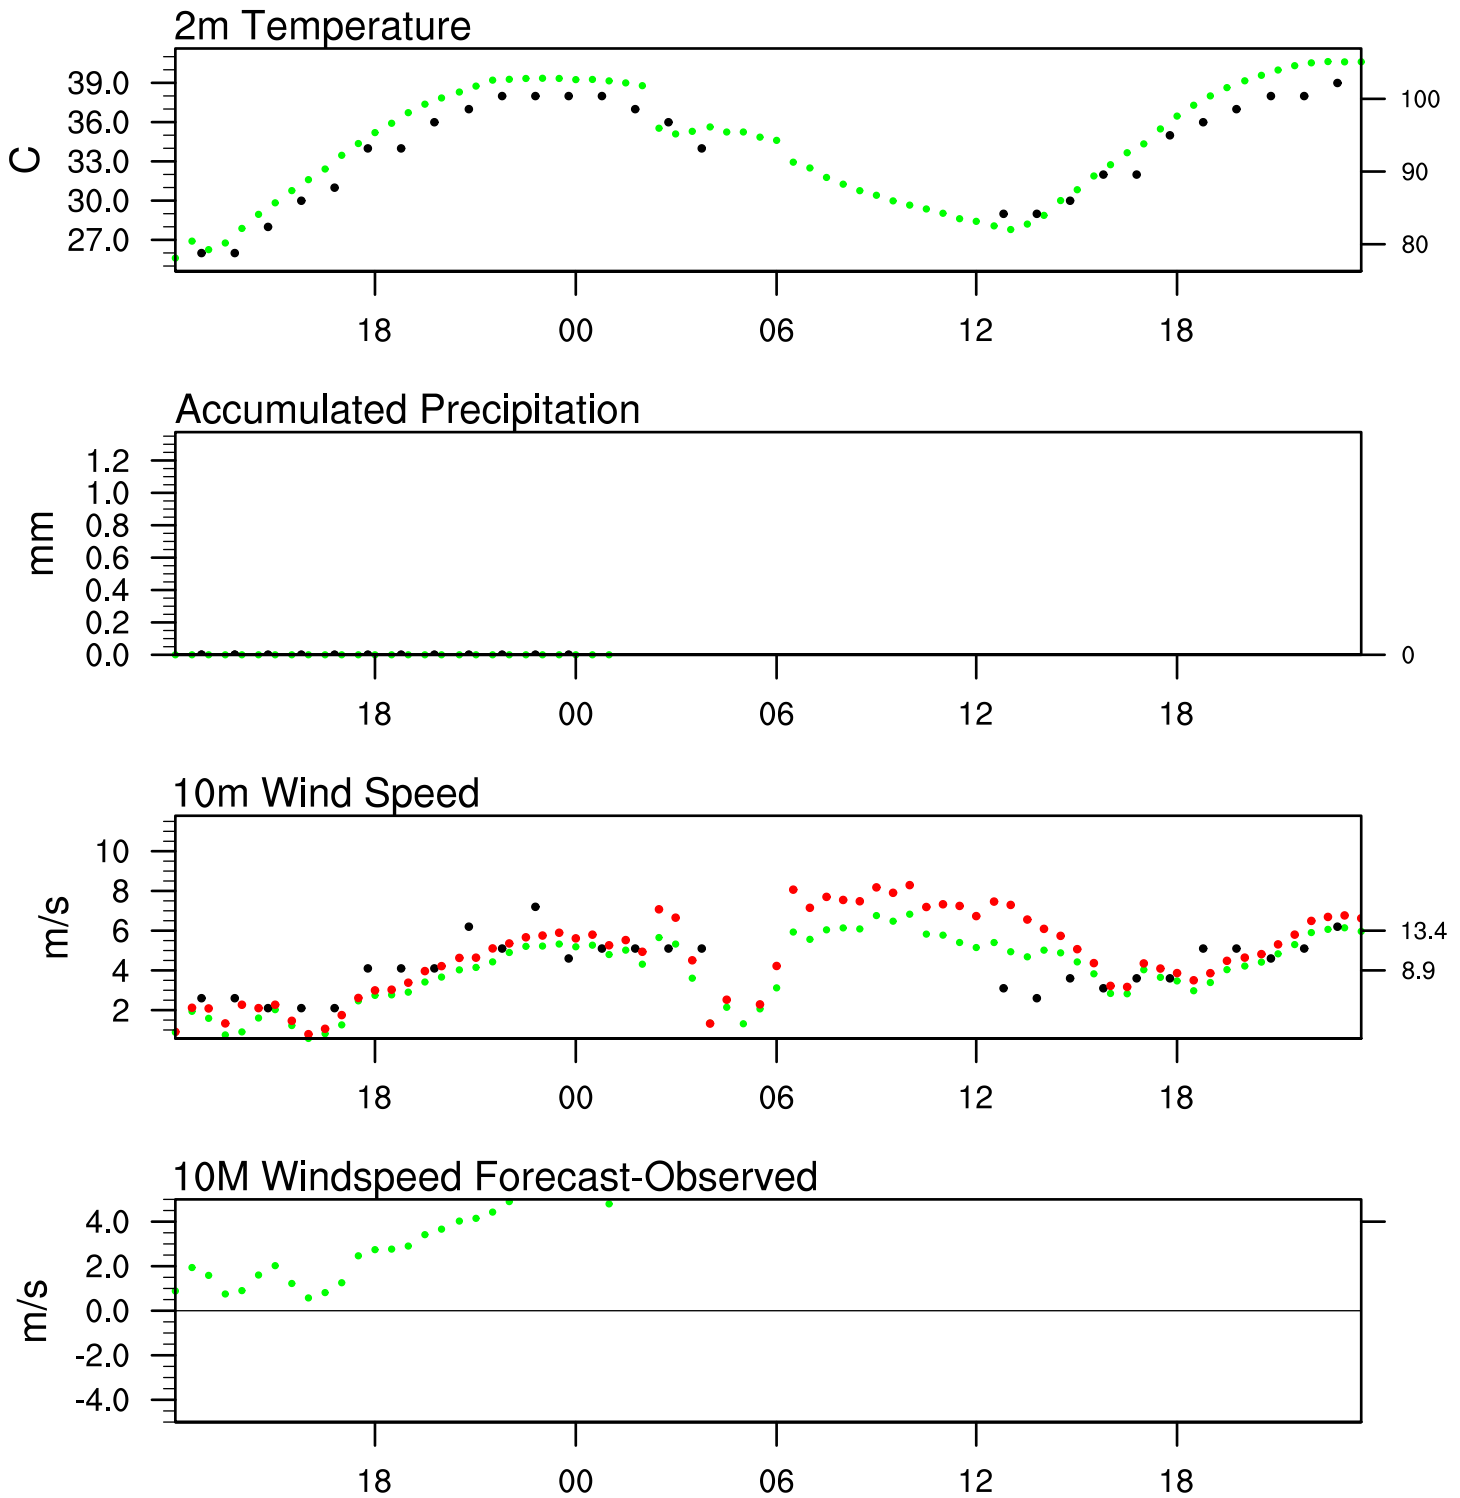 2m Temperature
39.0
36.0
33.0
30.0
27.0
C
100
90
80
18 00 06 12 18
Accumulated Precipitation
1.2
1.0
0.8
0.6
0.4
0.2
0.0
mm
0
18 00 06 12 18
10m Wind Speed
10
8
6
4
2
m/s
13.4
8.9
18 00 06 12 18
10M Windspeed Forecast-Observed
4.0
2.0
0.0
-2.0
-4.0
m/s
18 00 06 12 18